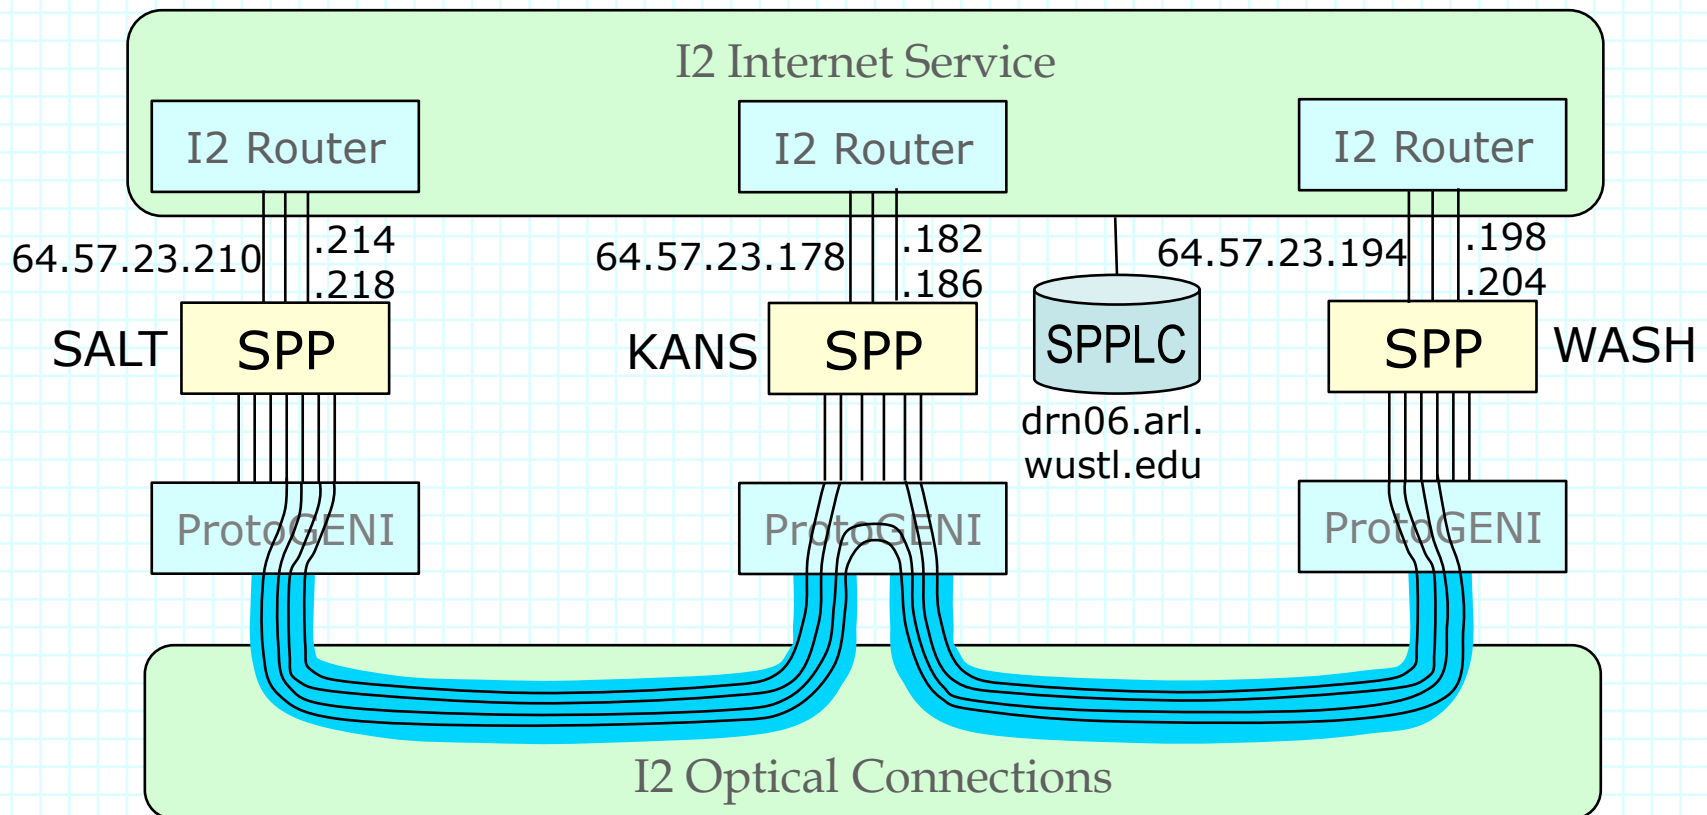 I2 Internet Service
I2 Router
I2 Router
I2 Router
64.57.23.210
.214
.218
64.57.23.178
.182
.186
64.57.23.194
.198
.204
SALT
SPP
KANS
SPP
SPPLC
SPP
WASH
drn06.arl.
wustl.edu
ProtoGENI
ProtoGENI
ProtoGENI
I2 Optical Connections